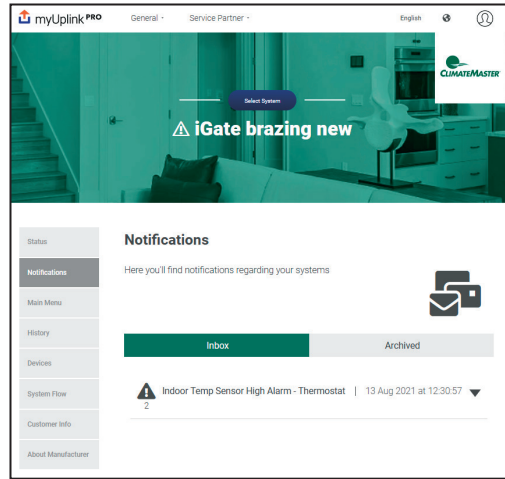 myUplink PRO
General
Service Partner
English
CLIMATEMASTER
Select System
iGate brazing new
Status
Notifications
Main Menu
History
Devices
System Flow
Customer Info
About Manufacturer
Notifications
Here you'll find notifications regarding your systems
Inbox
Archived
Indoor Temp Sensor High Alarm - Thermostat | 13 Aug 2021 at 12:30:57
2